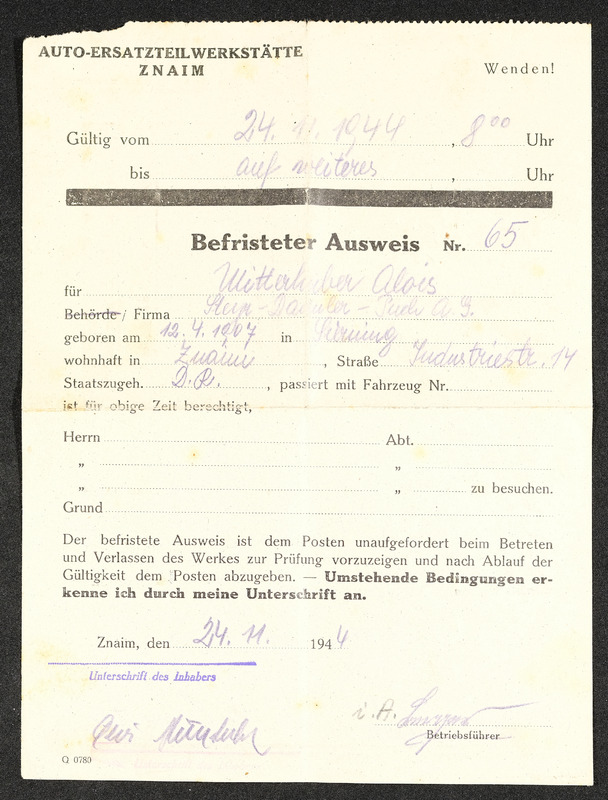 AUTO-ERSATZTEILWERKSTÄTTE
ZNAIM
Wenden!
Gültig vom 24. 11. 1944, 8⁰⁰ Uhr
bis auf weiteres, Uhr
Befristeter Ausweis Nr. 65
für Mitterhuber Alois
Behörde / Firma Steyr-Daimler-Puch A.G.
geboren am 12.4.1907 in Sierning
wohnhaft in Znaim, Straße Industriestr. 14
Staatszugeh. D.R., passiert mit Fahrzeug Nr.
ist für obige Zeit berechtigt,
Herrn Abt.
„ „
„ „ zu besuchen.
Grund
Der befristete Ausweis ist dem Posten unaufgefordert beim Betreten
und Verlassen des Werkes zur Prüfung vorzuzeigen und nach Ablauf der
Gültigkeit dem Posten abzugeben. — Umstehende Bedingungen er-
kenne ich durch meine Unterschrift an.
Znaim, den 24. 11. 1944
Unterschrift des Inhabers
i. A.
Betriebsführer
Q 0780